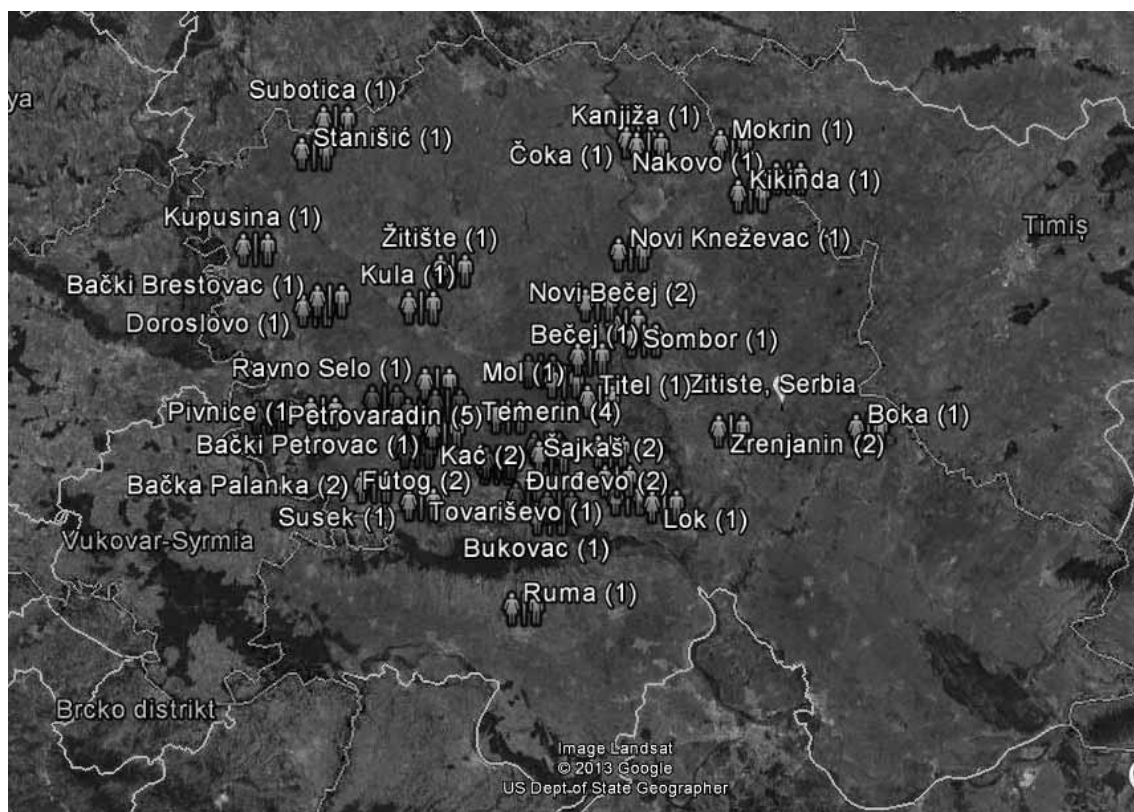 ya
Subotica (1)
Stanišić (1)
Kanjiža (1)
Mokrin (1)
Čoka (1)
Nakovo (1)
Kikinda (1)
Kupusina (1)
Žitište (1)
Novi Kneževac (1)
Timiș
Bački Brestovac (1)
Kula (1)
Novi Bečej (2)
Doroslovo (1)
Bečej (1)
Sombor (1)
Ravno Selo (1)
Mol (1)
Titel (1)
Zitiste, Serbia
Pivnice (1)
Petrovaradin (5)
Temerin (4)
Boka (1)
Bački Petrovac (1)
Kać (2)
Šajkaš (2)
Zrenjanin (2)
Bačka Palanka (2)
Futog (2)
Đurđevo (2)
Susek (1)
Tovariševo (1)
Lok (1)
Vukovar-Syrmia
Bukovac (1)
Ruma (1)
Brčko distrikt
Image Landsat
© 2013 Google
US Dept of State Geographer